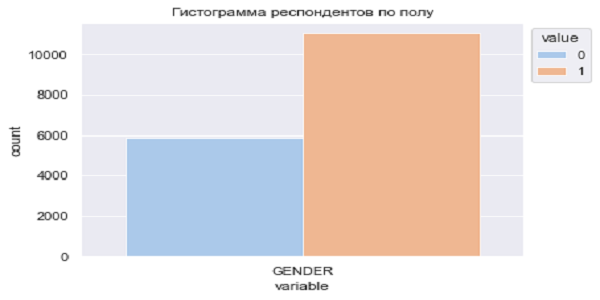 Гистограмма респондентов по полу
value
0
1
10000
8000
6000
4000
2000
0
count
GENDER
variable